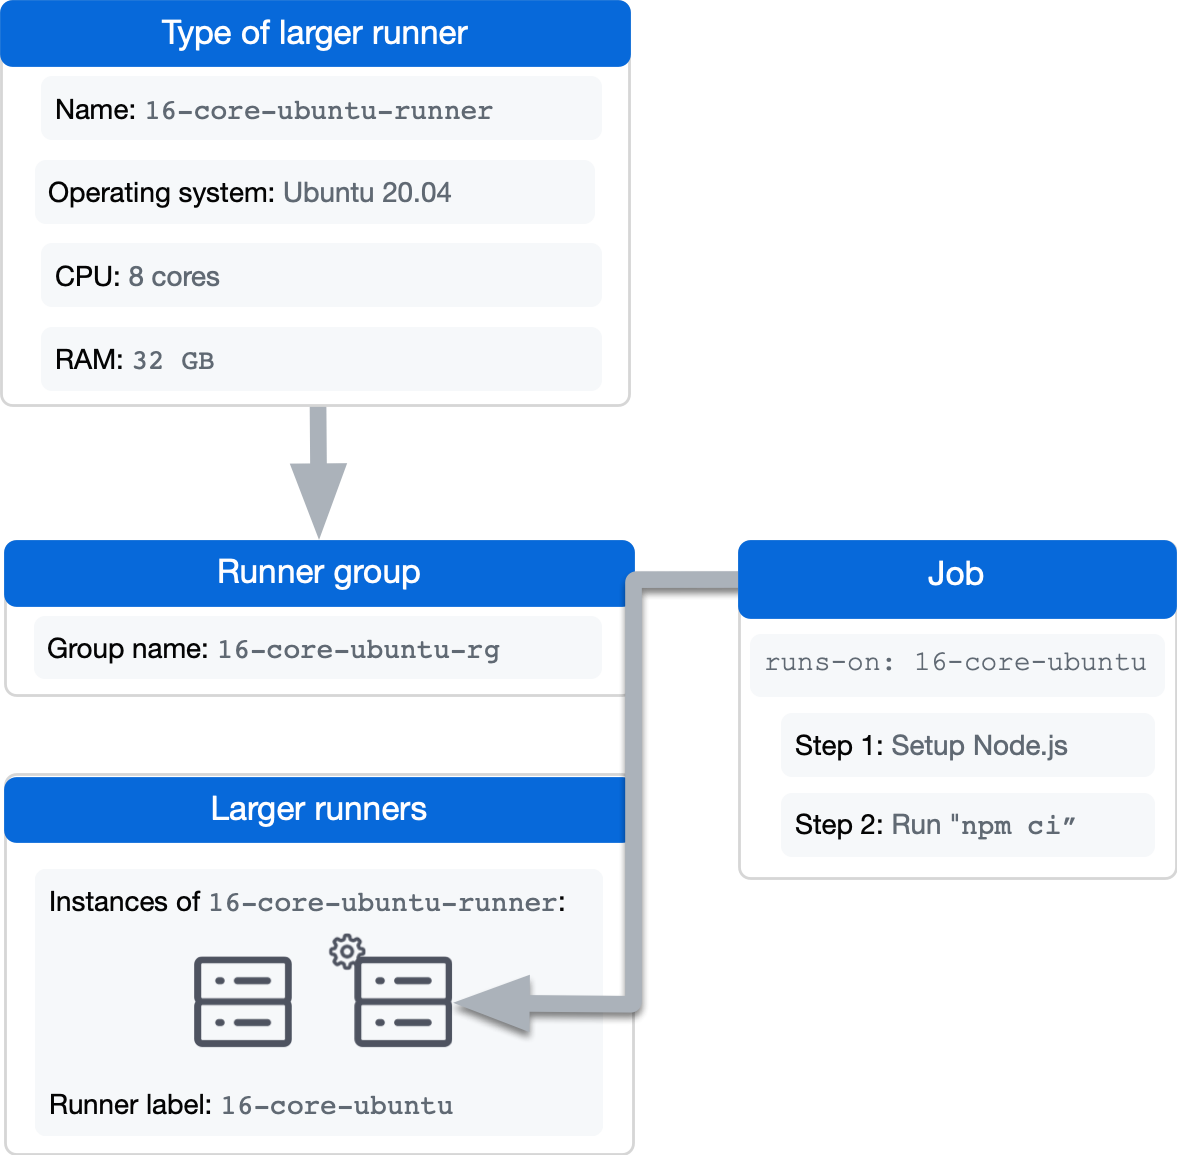 Type of larger runner
Name: 16-core-ubuntu-runner
Operating system: Ubuntu 20.04
CPU: 8 cores
RAM: 32 GB
Runner group
Group name: 16-core-ubuntu-rg
Job
runs-on: 16-core-ubuntu
Step 1: Setup Node.js
Step 2: Run "npm ci”
Larger runners
Instances of 16-core-ubuntu-runner:
Runner label: 16-core-ubuntu